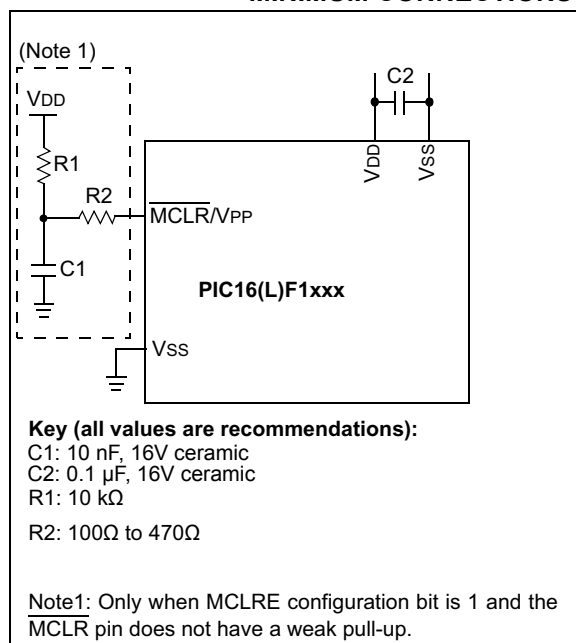 (Note 1)
VDD
R1
R2
C1
C2
VDD
VSS
MCLR/VPP
PIC16(L)F1xxx
VSS
Key (all values are recommendations):
C1: 10 nF, 16V ceramic
C2: 0.1 µF, 16V ceramic
R1: 10 kΩ
R2: 100Ω to 470Ω
Note1: Only when MCLRE configuration bit is 1 and the
MCLR pin does not have a weak pull-up.